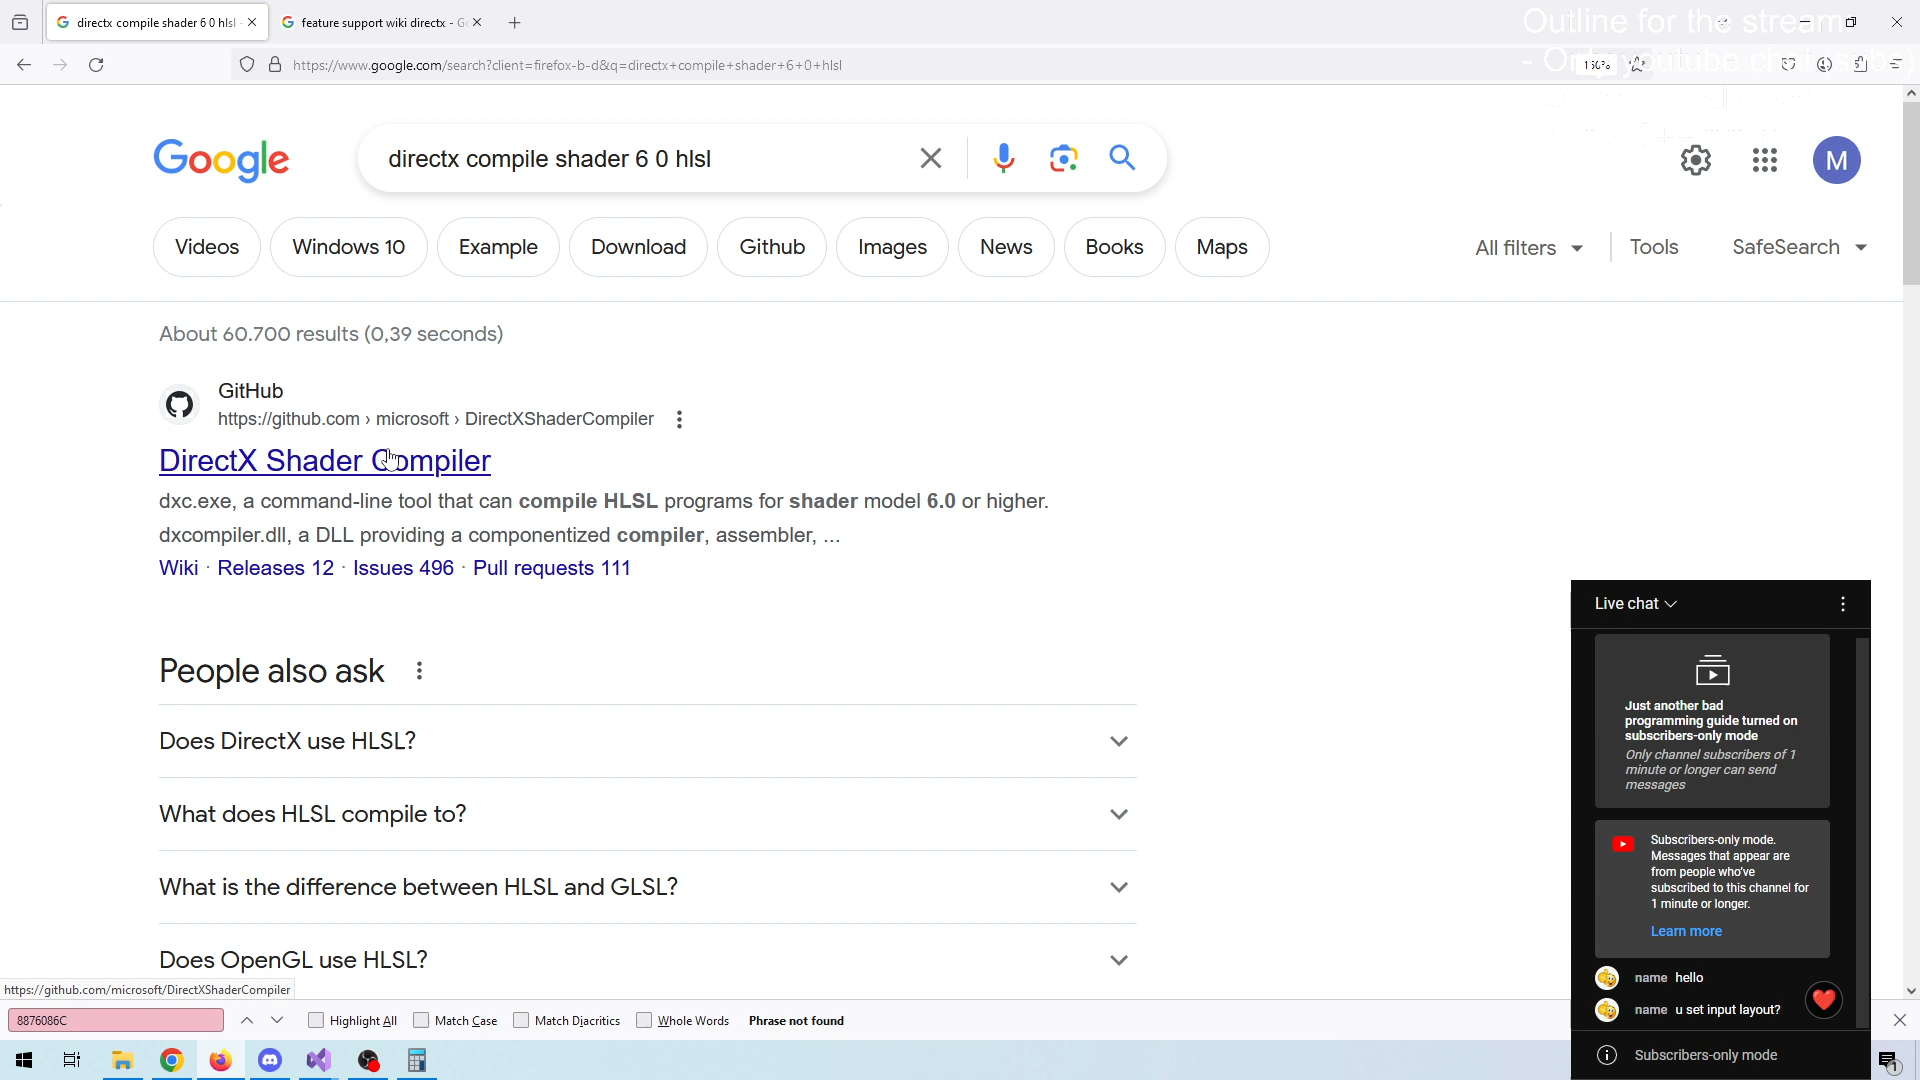 directx compile shader 6 0 hlsl
feature support wiki directx - G
Outline for the stream
https://www.google.com/search?client=firefox-b-d&q=directx+compile+shader+6+0+hlsl
Google
directx compile shader 6 0 hlsl
M
Videos
Windows 10
Example
Download
Github
Images
News
Books
Maps
All filters
Tools
SafeSearch
About 60.700 results (0,39 seconds)
GitHub
https://github.com › microsoft › DirectXShaderCompiler
DirectX Shader Compiler
dxc.exe, a command-line tool that can compile HLSL programs for shader model 6.0 or higher.
dxcompiler.dll, a DLL providing a componentized compiler, assembler, ...
Wiki · Releases 12 · Issues 496 · Pull requests 111
People also ask
Does DirectX use HLSL?
What does HLSL compile to?
What is the difference between HLSL and GLSL?
Does OpenGL use HLSL?
https://github.com/microsoft/DirectXShaderCompiler
8876086C
Highlight All
Match Case
Match Diacritics
Whole Words
Phrase not found
Live chat
Just another bad
programming guide turned on
subscribers-only mode
Only channel subscribers of 1
minute or longer can send
messages
Subscribers-only mode.
Messages that appear are
from people who've
subscribed to this channel for
1 minute or longer.
Learn more
name hello
name u set input layout?
Subscribers-only mode
1